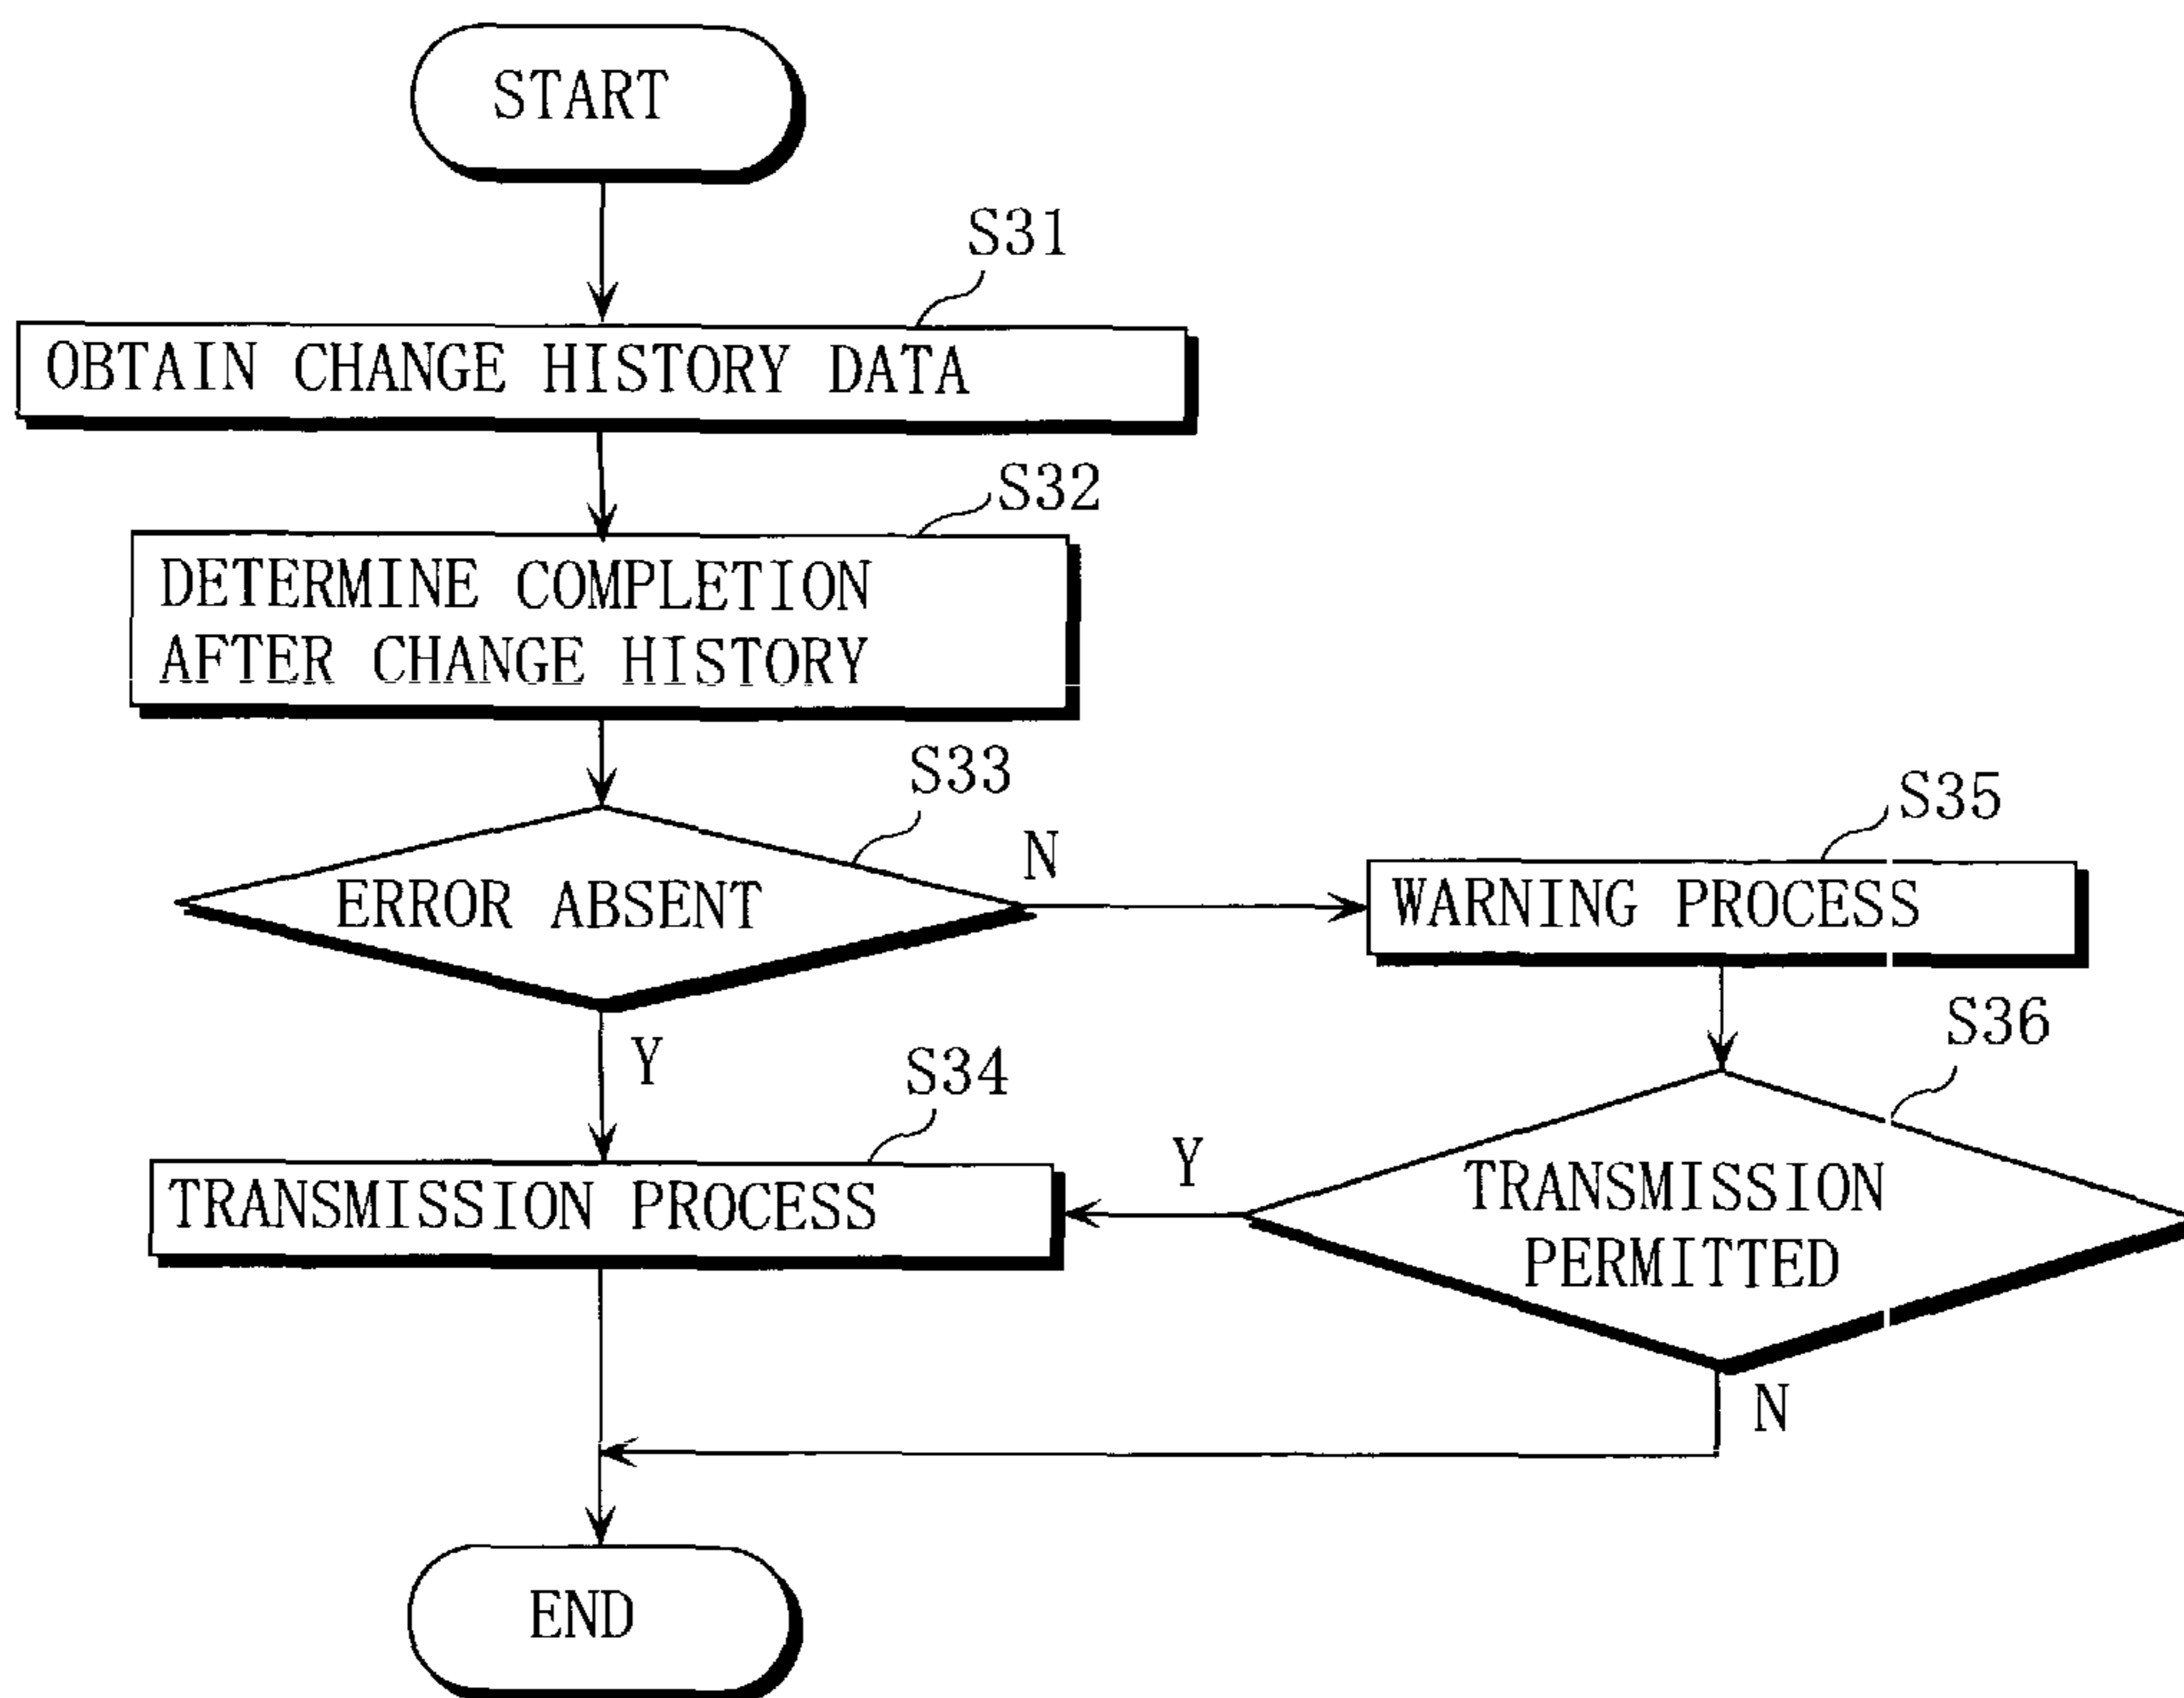 START
S31
OBTAIN CHANGE HISTORY DATA
S32
DETERMINE COMPLETION
AFTER CHANGE HISTORY
S33
ERROR ABSENT
N
S35
WARNING PROCESS
Y
S34
TRANSMISSION PROCESS
S36
Y
TRANSMISSION
PERMITTED
N
END